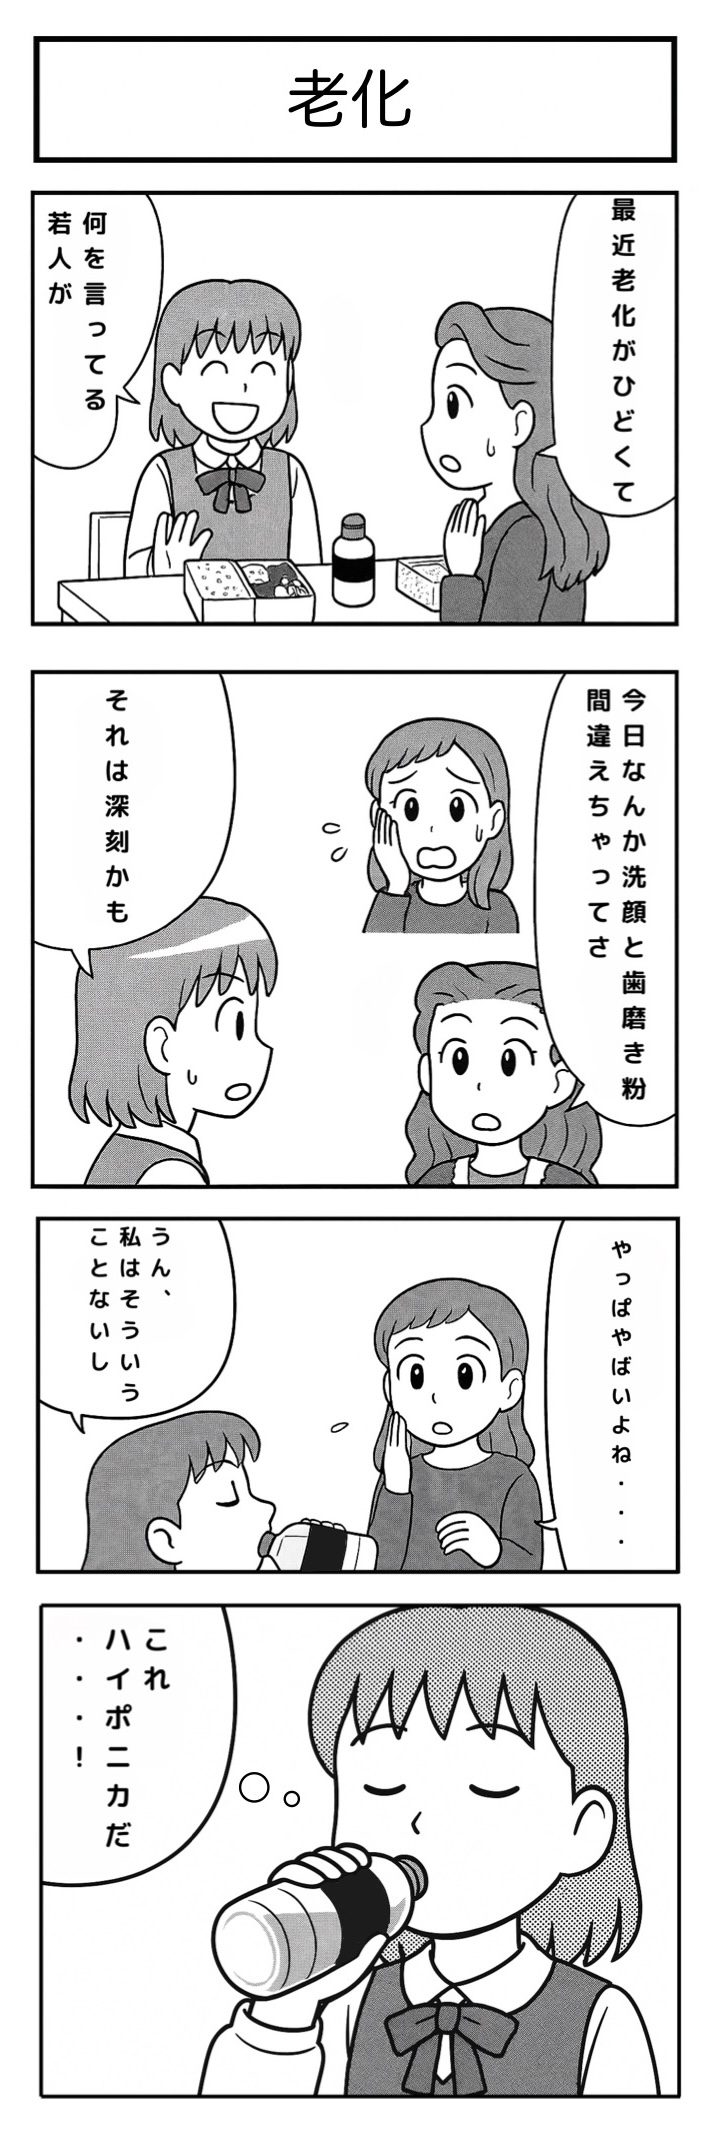 老化
最近老化がひどくて
何を言ってる
若人が
今日なんか洗顔と歯磨き粉
間違えちゃってさ
それは深刻かも
やっぱやばいよね・・・
うん、
私はそういう
ことないし
これ
ハイポニカだ
・・・・！